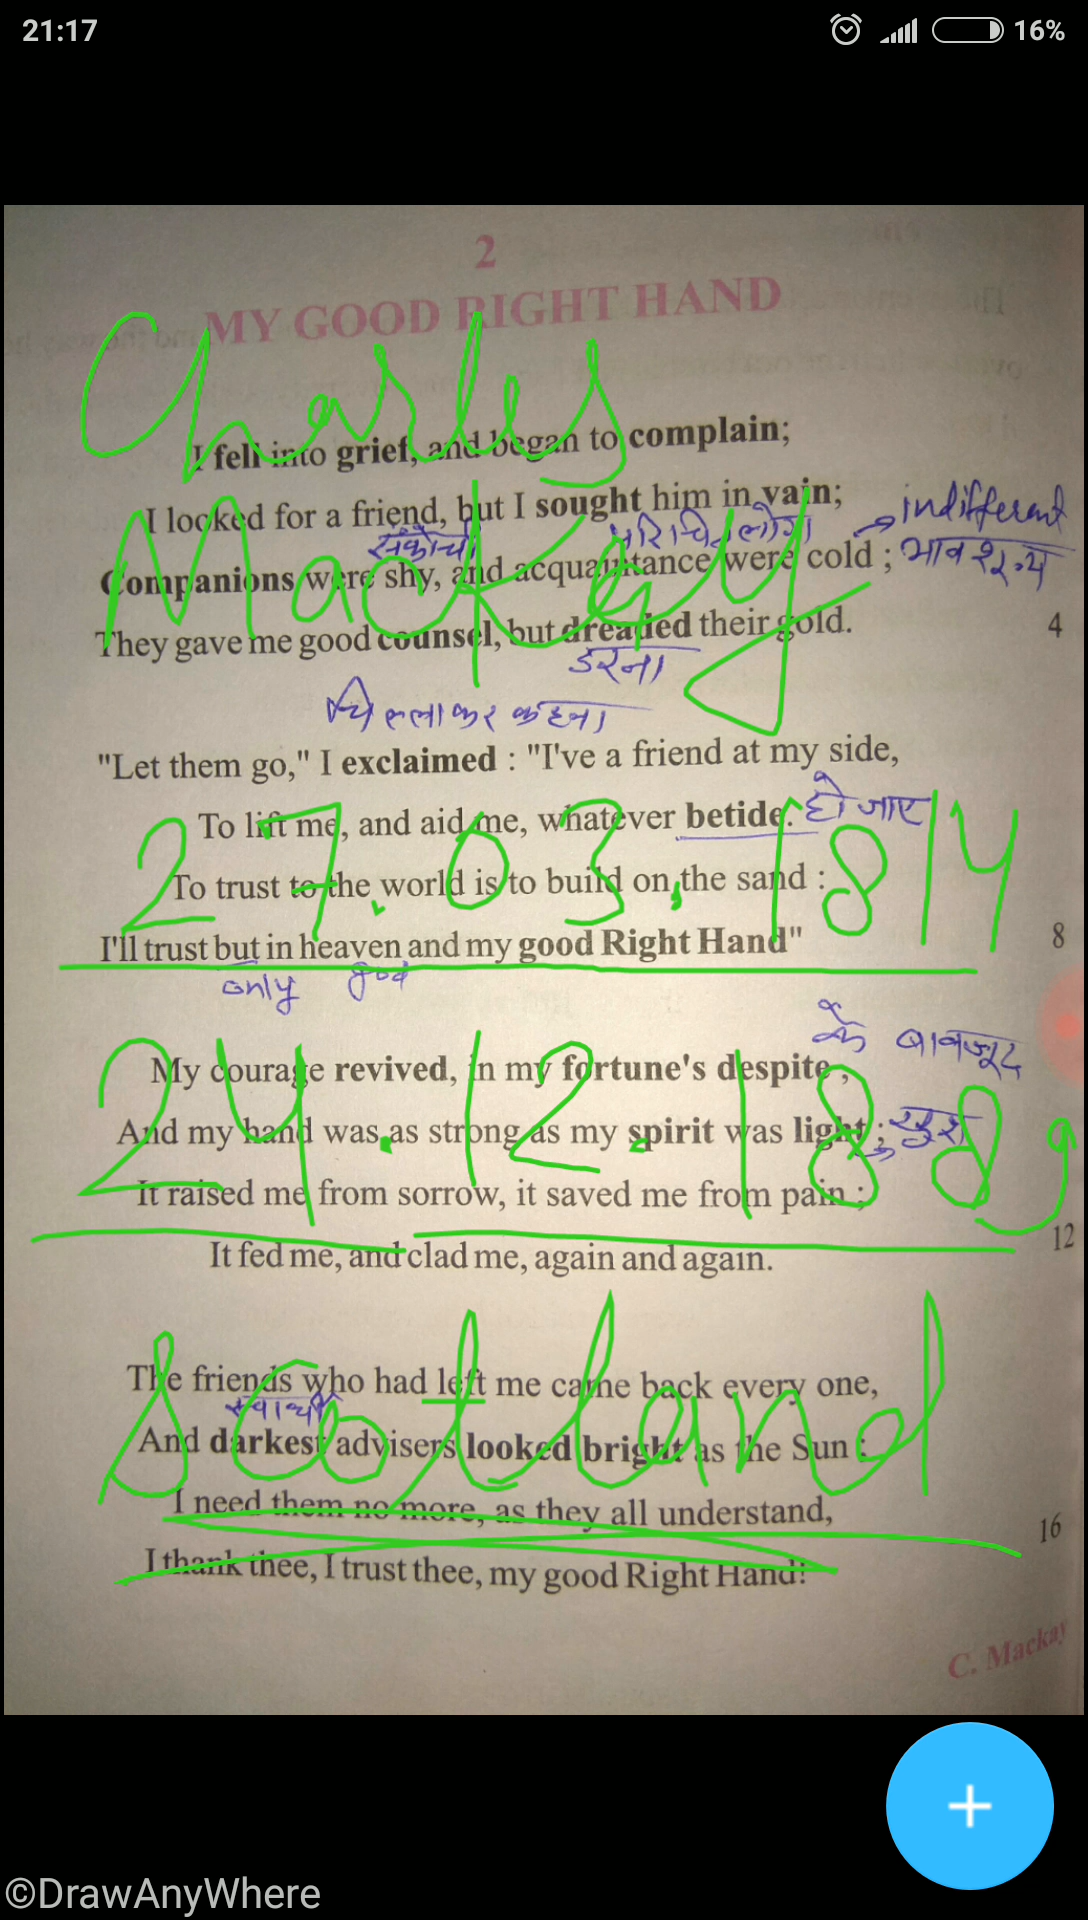 21:17 16%
2
MY GOOD RIGHT HAND
Charles
I fell into grief, and began to complain;
I looked for a friend, but I sought him in vain;
संकोची परिचित लोग indifferent
Companions were shy, and acquaintance were cold ; भावशून्य
Mackey
They gave me good counsel, but dreaded their gold. 4
डरना
चिल्लाकर कहना
"Let them go," I exclaimed : "I've a friend at my side,
To lift me, and aid me, whatever betide. हो जाए
27.03.1814
To trust to the world is to build on the sand :
I'll trust but in heaven and my good Right Hand" 8
only god
के बावजूद
My courage revived, in my fortune's despite ;
And my hand was as strong as my spirit was light ; खुश
24.12.1889
It raised me from sorrow, it saved me from pain ;
It fed me, and clad me, again and again. 12
The friends who had left me came back every one,
स्वार्थी
And darkest advisers looked bright as the Sun :
Scotland
I need them no more, as they all understand,
I thank thee, I trust thee, my good Right Hand! 16
C. Mackay
©DrawAnyWhere